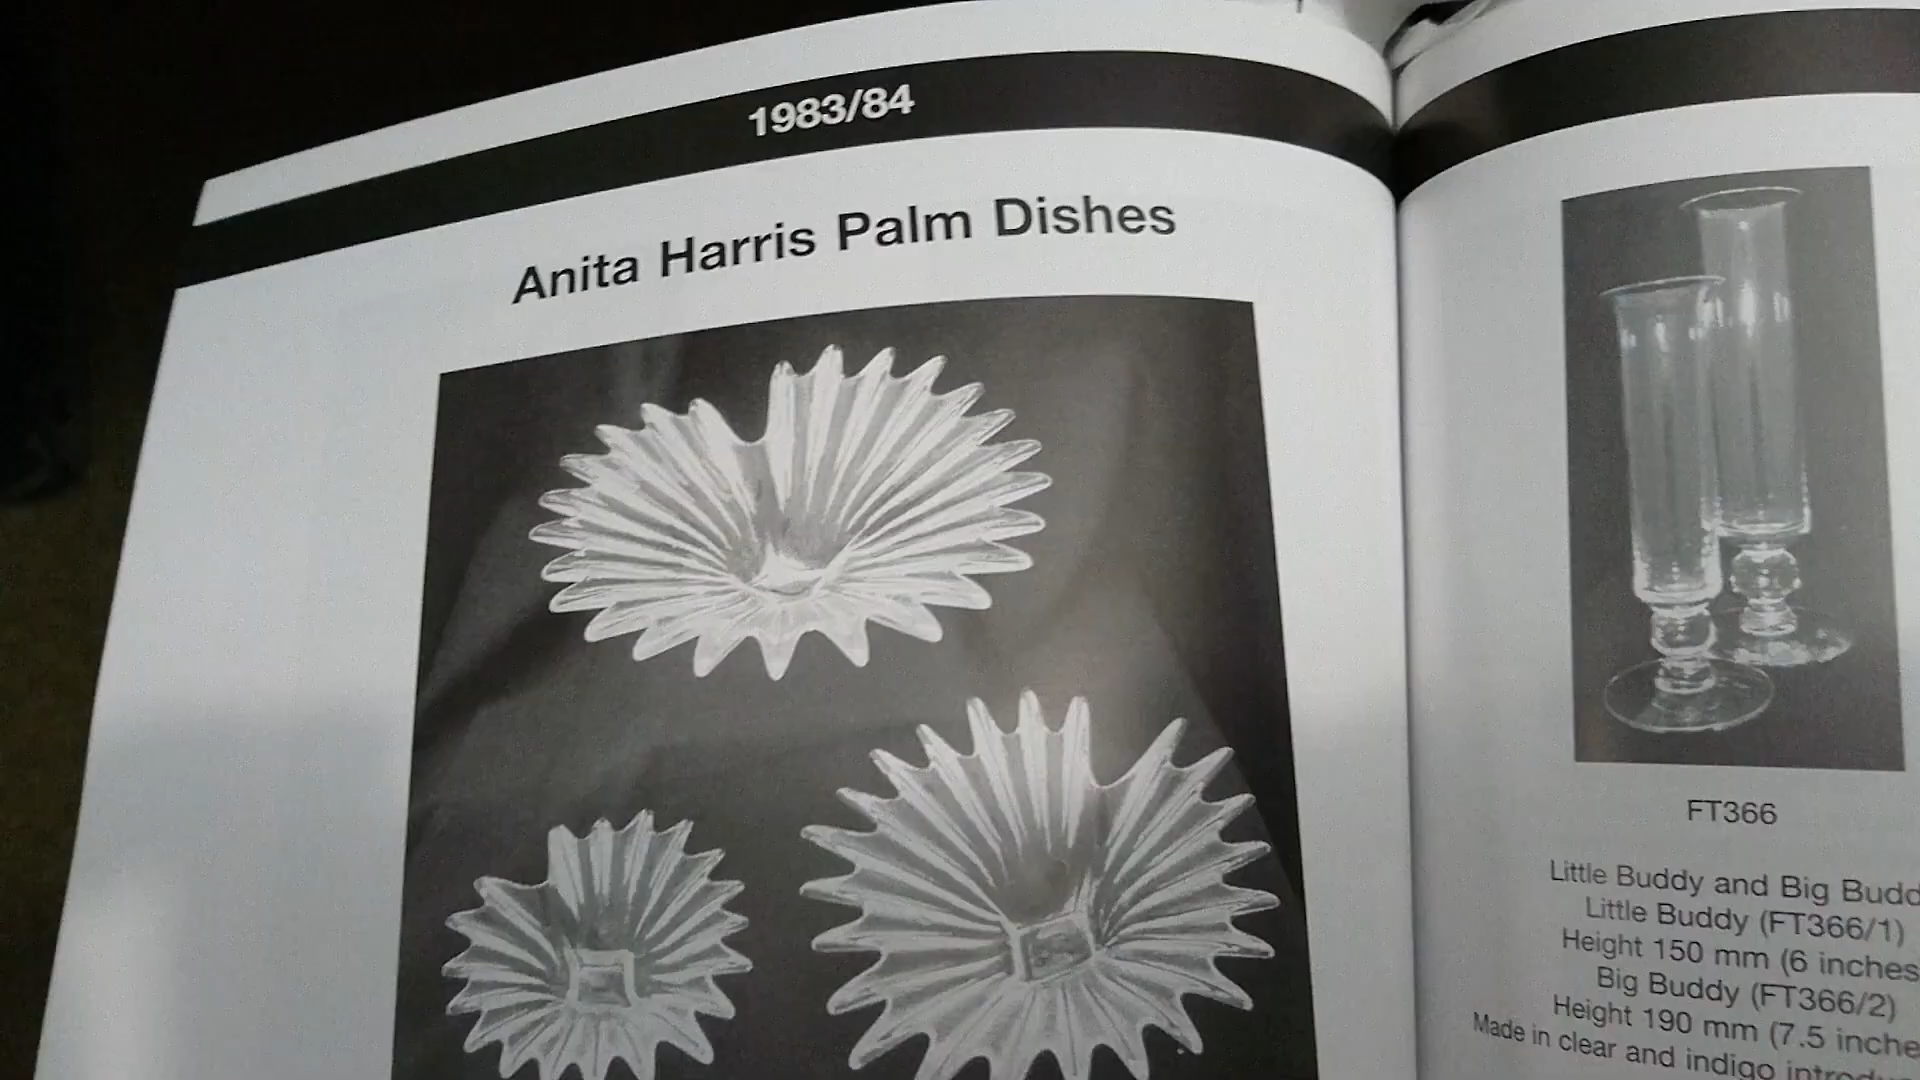 1983/84
Anita Harris Palm Dishes
FT366
Little Buddy and Big Budd
Little Buddy (FT366/1)
Height 150 mm (6 inches
Big Buddy (FT366/2)
Height 190 mm (7.5 inche
Made in clear and indigo introdu